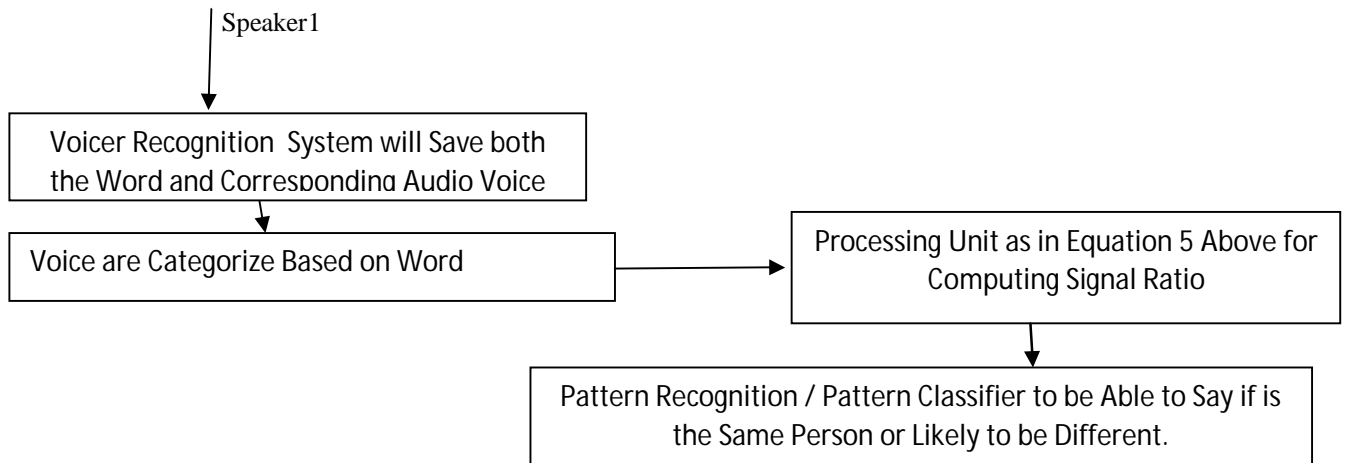 Speaker1
Voicer Recognition System will Save both
the Word and Corresponding Audio Voice
Voice are Categorize Based on Word
Processing Unit as in Equation 5 Above for
Computing Signal Ratio
Pattern Recognition / Pattern Classifier to be Able to Say if is
the Same Person or Likely to be Different.